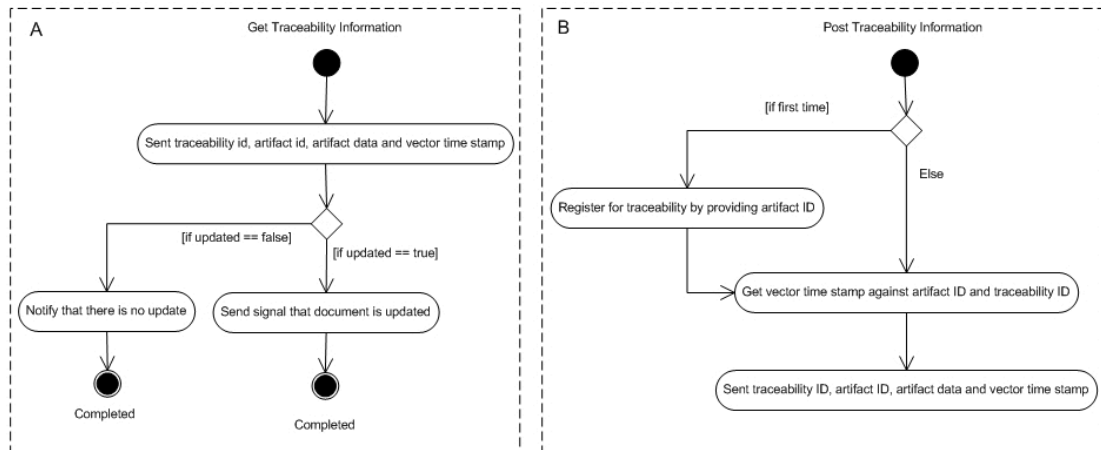 A
Get Traceability Information
Sent traceability id, artifact id, artifact data and vector time stamp
[if updated == false]
[if updated == true]
Notify that there is no update
Send signal that document is updated
Completed
Completed
B
Post Traceability Information
[if first time]
Else
Register for traceability by providing artifact ID
Get vector time stamp against artifact ID and traceability ID
Sent traceability ID, artifact ID, artifact data and vector time stamp